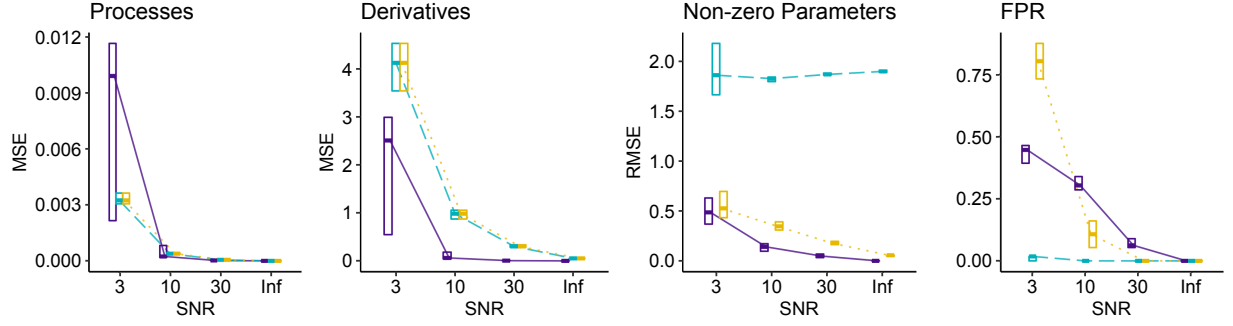 Processes
MSE
0.012
0.009
0.006
0.003
0.000
3 10 30 Inf
SNR
Derivatives
MSE
4
3
2
1
0
3 10 30 Inf
SNR
Non-zero Parameters
RMSE
2.0
1.5
1.0
0.5
0.0
3 10 30 Inf
SNR
FPR
0.75
0.50
0.25
0.00
3 10 30 Inf
SNR